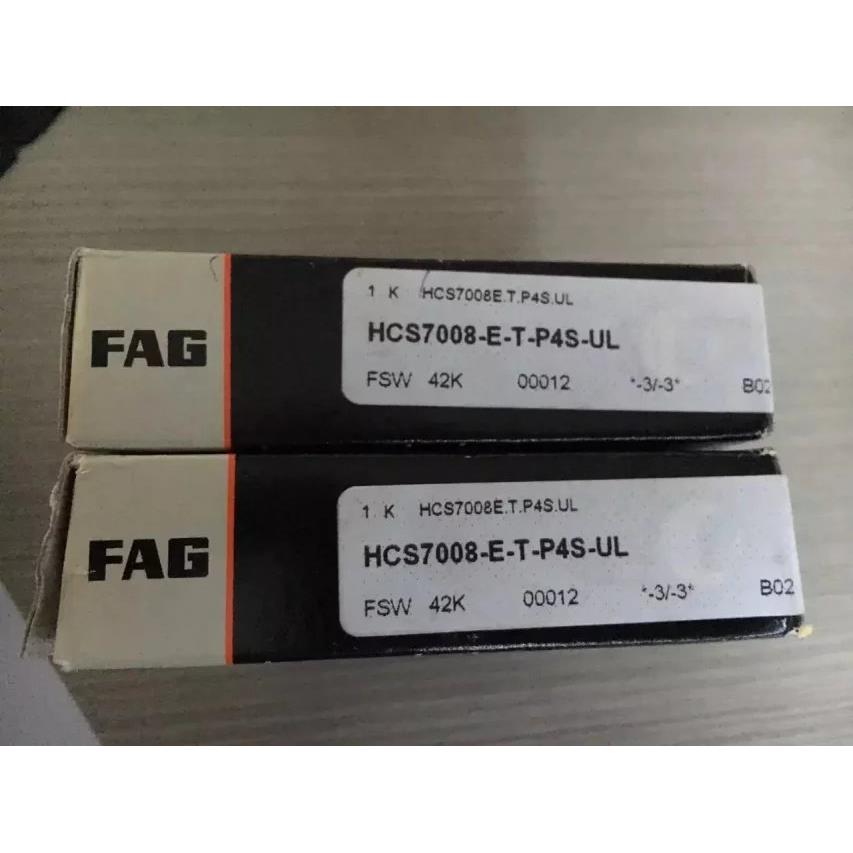 FAG
1 K HCS7008E.T.P4S.UL
HCS7008-E-T-P4S-UL
FSW 42K 00012 *-3/-3* B02
FAG
1 K HCS7008E.T.P4S.UL
HCS7008-E-T-P4S-UL
FSW 42K 00012 *-3/-3* B02